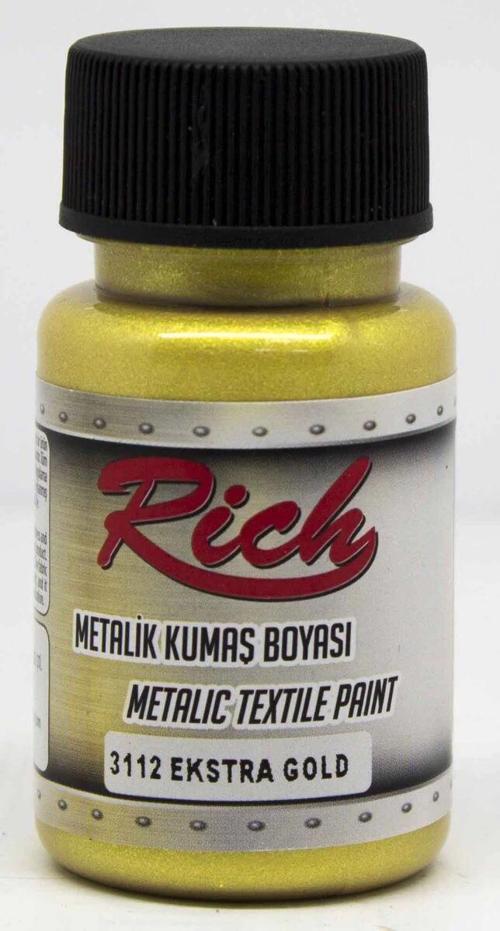 Rich
METALİK KUMAŞ BOYASI
METALIC TEXTILE PAINT
3112 EKSTRA GOLD